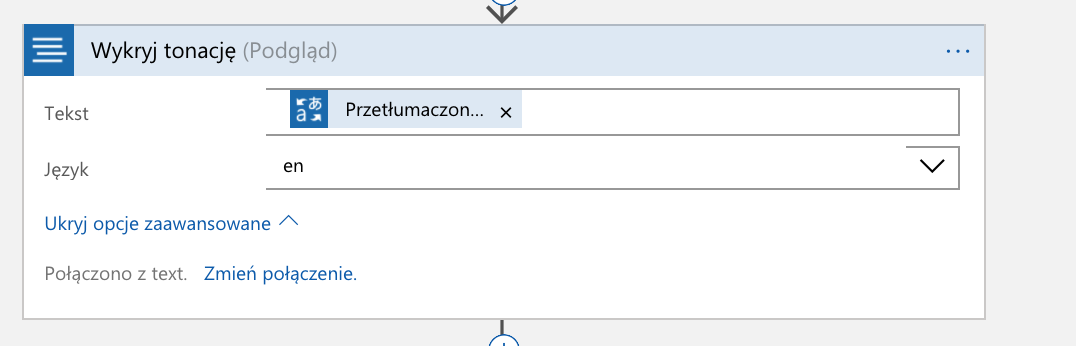 Wykryj tonację (Podgląd) ...
Tekst Przetłumaczon... ×
Język en
Ukryj opcje zaawansowane
Połączono z text. Zmień połączenie.